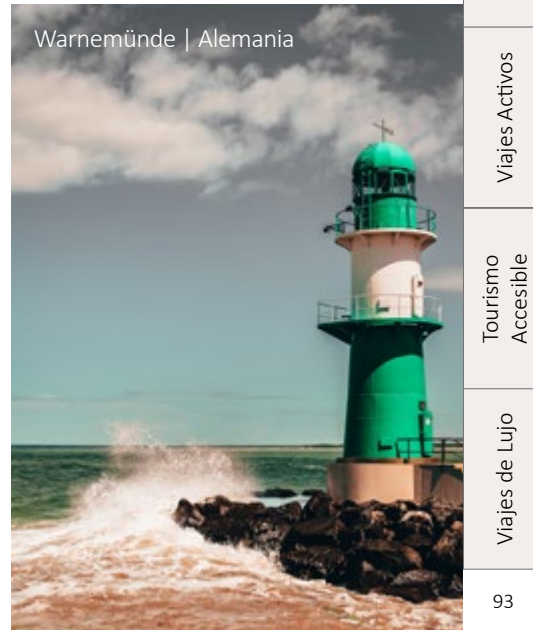 Warnemünde | Alemania
Viajes Activos
Tourismo
Accesible
Viajes de Lujo
93